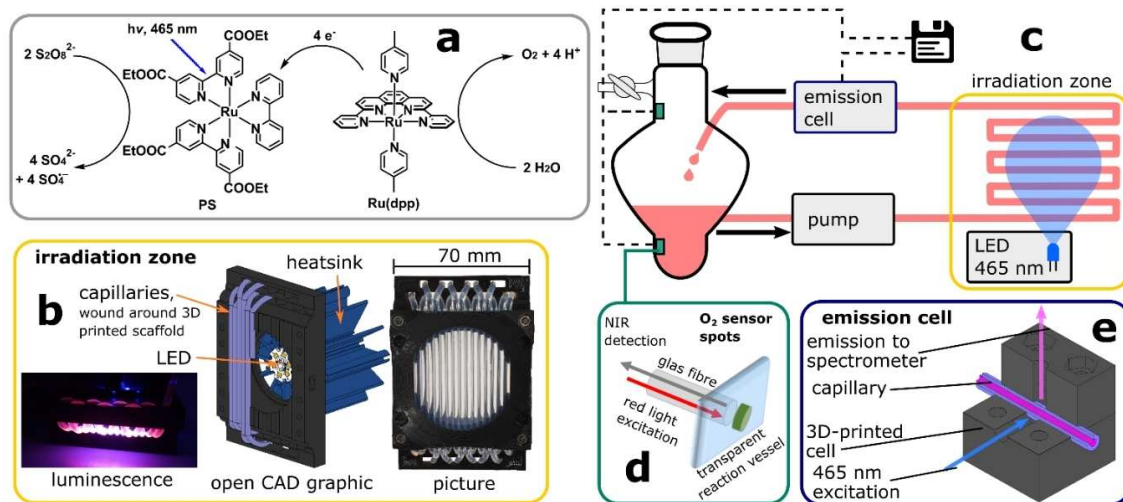 a
hν, 465 nm
2 S₂O₈²⁻
4 SO₄²⁻
+ 4 SO₄⁻
COOEt
EtOOC
COOEt
EtOOC
COOEt
N
N
N
N
N
N
Ru
PS
4 e⁻
N
N
N
N
N
N
Ru
Ru(dpp)
O₂ + 4 H⁺
2 H₂O
b
irradiation zone
capillaries,
wound around 3D
printed scaffold
LED
heatsink
70 mm
luminescence
open CAD graphic
picture
c
emission
cell
pump
irradiation zone
LED
465 nm
d
NIR
detection
O₂ sensor
spots
glas fibre
red light
excitation
transparent
reaction vessel
e
emission cell
emission to
spectrometer
capillary
3D-printed
cell
465 nm
excitation